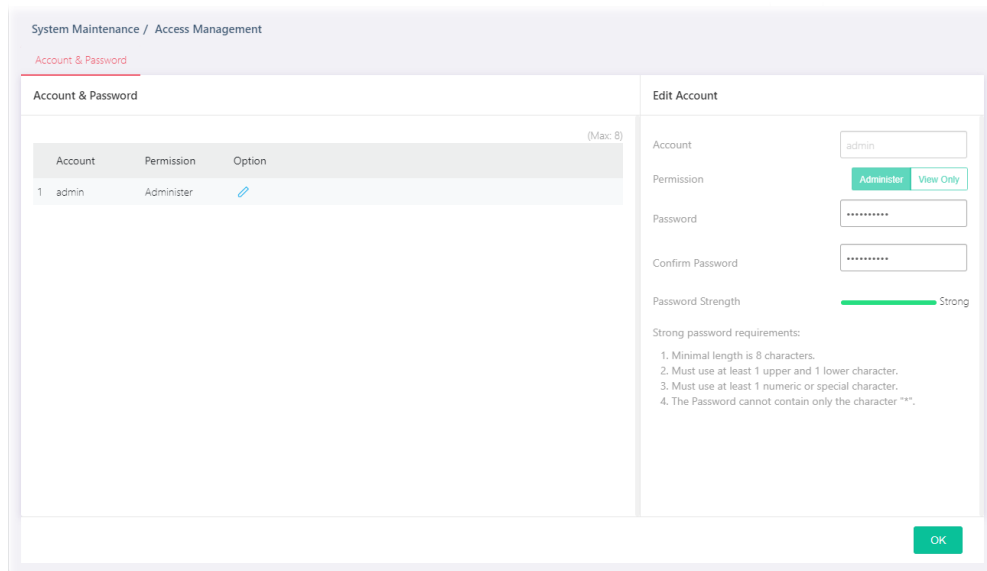 System Maintenance / Access Management
Account & Password
Account & Password
(Max: 8)
Account Permission Option
1 admin Administer
Edit Account
Account admin
Permission Administer View Only
Password ••••••••••
Confirm Password ••••••••••
Password Strength Strong
Strong password requirements:
1. Minimal length is 8 characters.
2. Must use at least 1 upper and 1 lower character.
3. Must use at least 1 numeric or special character.
4. The Password cannot contain only the character "*".
OK